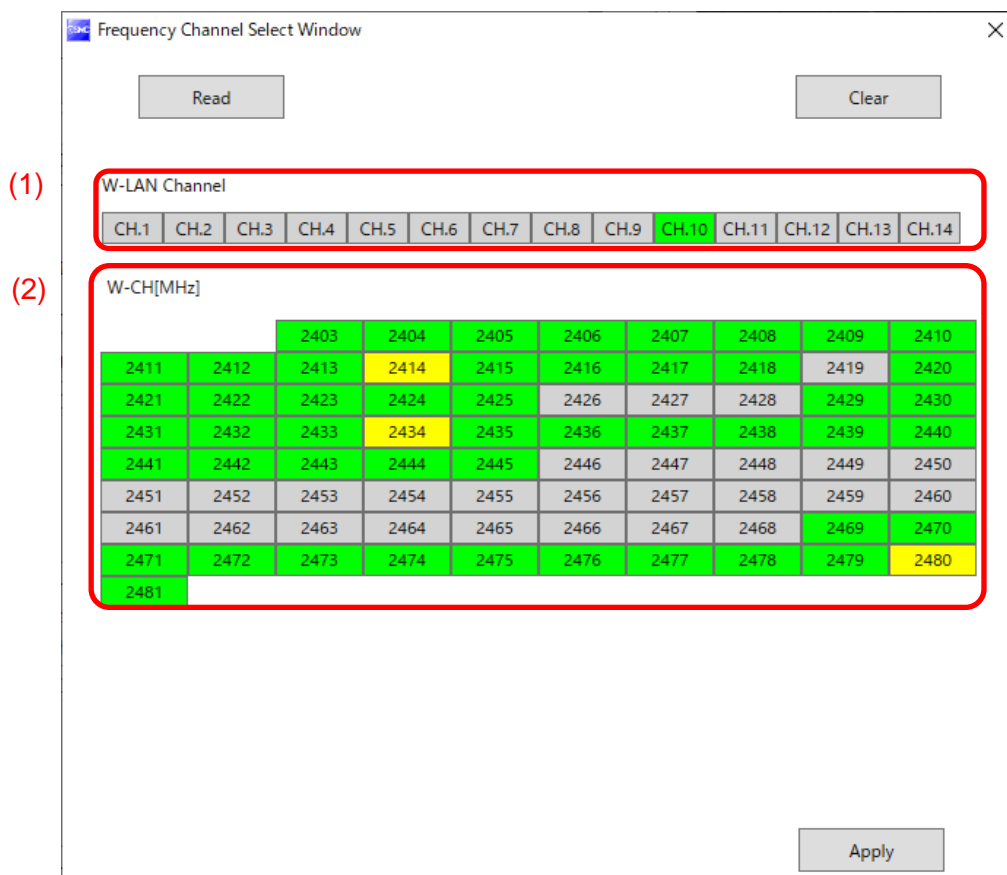 SMC Frequency Channel Select Window
Read Clear
(1)
W-LAN Channel
CH.1 CH.2 CH.3 CH.4 CH.5 CH.6 CH.7 CH.8 CH.9 CH.10 CH.11 CH.12 CH.13 CH.14
(2)
W-CH[MHz]
2403 2404 2405 2406 2407 2408 2409 2410
2411 2412 2413 2414 2415 2416 2417 2418 2419 2420
2421 2422 2423 2424 2425 2426 2427 2428 2429 2430
2431 2432 2433 2434 2435 2436 2437 2438 2439 2440
2441 2442 2443 2444 2445 2446 2447 2448 2449 2450
2451 2452 2453 2454 2455 2456 2457 2458 2459 2460
2461 2462 2463 2464 2465 2466 2467 2468 2469 2470
2471 2472 2473 2474 2475 2476 2477 2478 2479 2480
2481
Apply